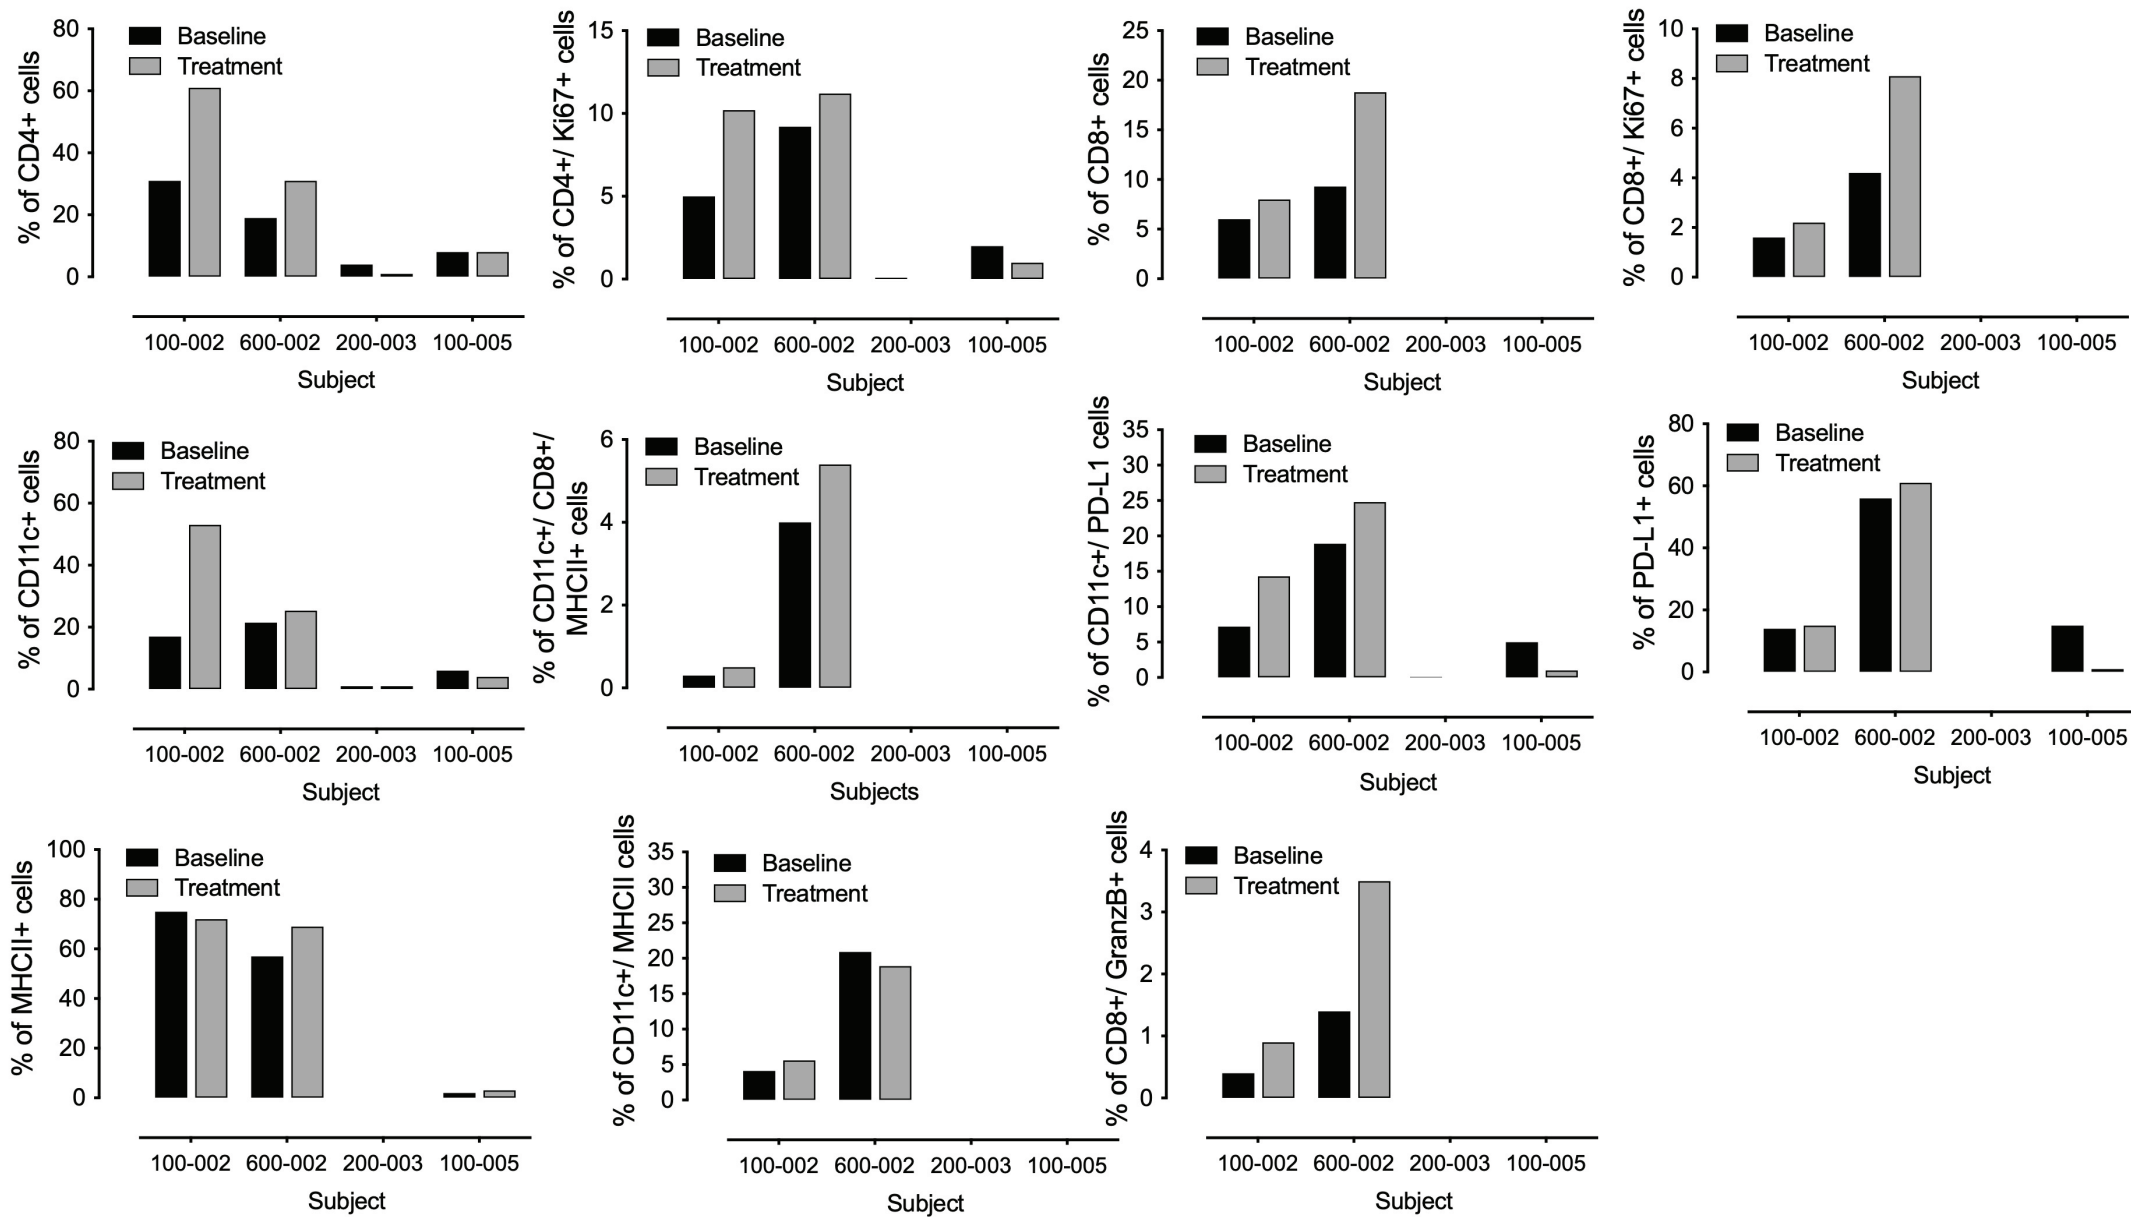 % of CD4+ cells
80
60
40
20
0
Baseline
Treatment
100-002 600-002 200-003 100-005
Subject
% of CD4+/ Ki67+ cells
15
10
5
0
Baseline
Treatment
100-002 600-002 200-003 100-005
Subject
% of CD8+ cells
25
20
15
10
5
0
Baseline
Treatment
100-002 600-002 200-003 100-005
Subject
% of CD8+/ Ki67+ cells
10
8
6
4
2
0
Baseline
Treatment
100-002 600-002 200-003 100-005
Subject
% of CD11c+ cells
80
60
40
20
0
Baseline
Treatment
100-002 600-002 200-003 100-005
Subject
% of CD11c+/ CD8+/
MHCII+ cells
6
4
2
0
Baseline
Treatment
100-002 600-002 200-003 100-005
Subjects
% of CD11c+/ PD-L1 cells
35
30
25
20
15
10
5
0
Baseline
Treatment
100-002 600-002 200-003 100-005
Subject
% of PD-L1+ cells
80
60
40
20
0
Baseline
Treatment
100-002 600-002 200-003 100-005
Subject
% of MHCII+ cells
100
80
60
40
20
0
Baseline
Treatment
100-002 600-002 200-003 100-005
Subject
% of CD11c+/ MHCII cells
35
30
25
20
15
10
5
0
Baseline
Treatment
100-002 600-002 200-003 100-005
Subject
% of CD8+/ GranzB+ cells
4
3
2
1
0
Baseline
Treatment
100-002 600-002 200-003 100-005
Subject